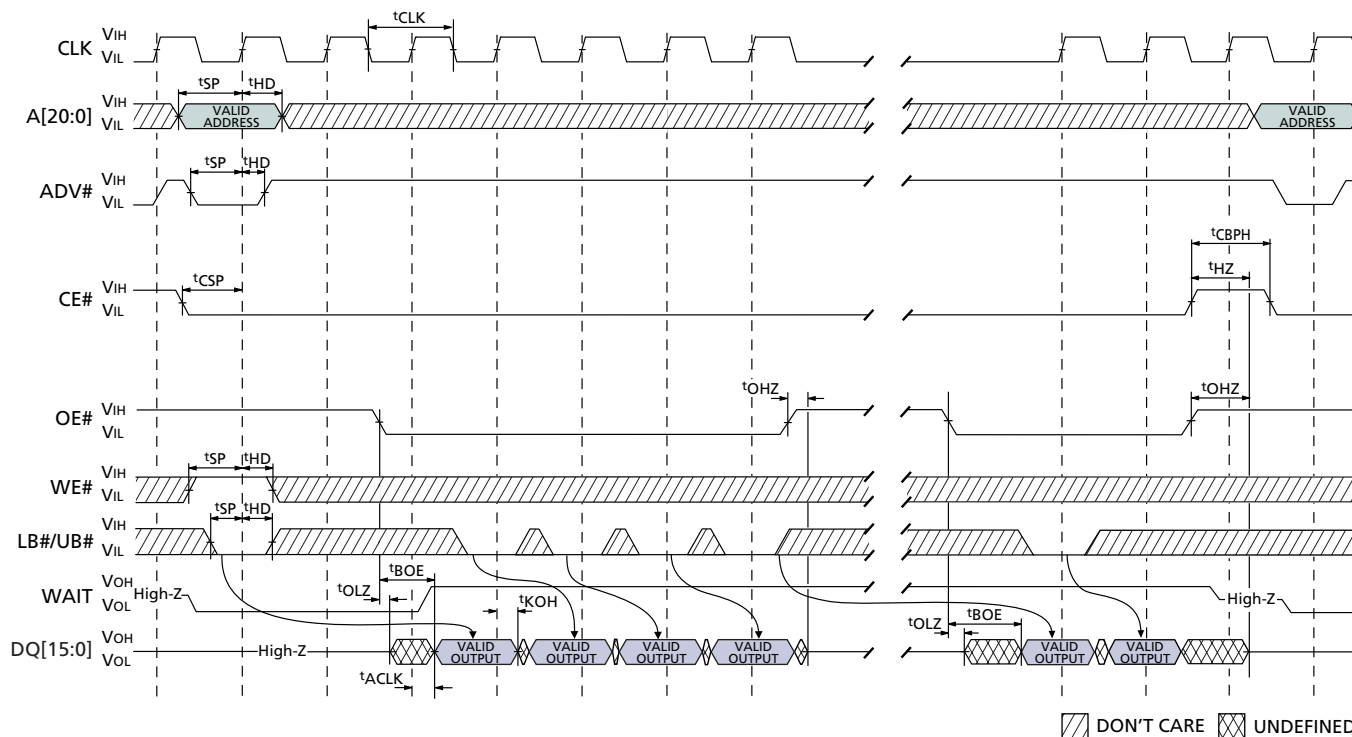 tCLK
CLK VIH
VIL
tSP tHD
A[20:0] VIH
VIL
VALID ADDRESS
VALID ADDRESS
tSP tHD
ADV# VIH
VIL
tCBPH
tCSP
tHZ
CE# VIH
VIL
tOHZ
tOHZ
OE# VIH
VIL
tSP tHD
WE# VIH
VIL
tSP tHD
LB#/UB# VIH
VIL
tBOE
tOLZ
WAIT VOH
VOL
High-Z
High-Z
tKOH
tBOE
tOLZ
DQ[15:0] VOH
VOL
High-Z
VALID OUTPUT
VALID OUTPUT
VALID OUTPUT
VALID OUTPUT
VALID OUTPUT
VALID OUTPUT
tACLK
DON'T CARE UNDEFINED